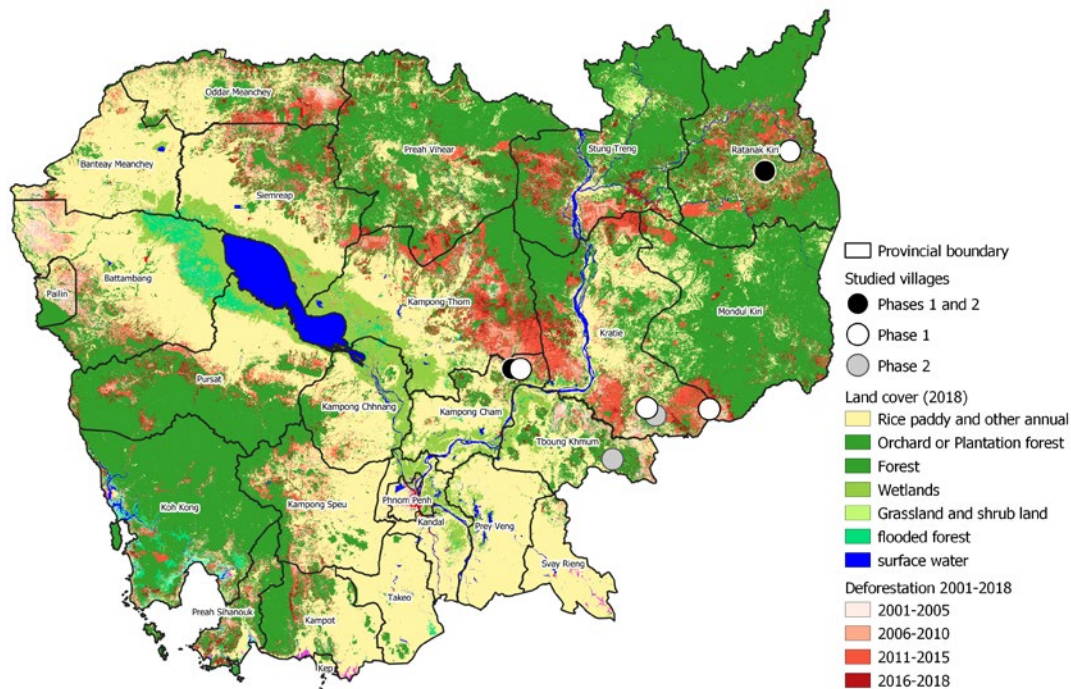 Oddar Meanchey
Banteay Meanchey
Preah Vihear
Stung Treng
Ratanak Kiri
Siemreap
Battambang
Pailin
Kampong Thom
Kratie
Mondul Kiri
Pursat
Kampong Chhnang
Kampong Cham
Tboung Khmum
Koh Kong
Kampong Speu
Phnom Penh
Kandal
Prey Veng
Svay Rieng
Takeo
Preah Sihanouk
Kampot
Kep
Provincial boundary
Studied villages
Phases 1 and 2
Phase 1
Phase 2
Land cover (2018)
Rice paddy and other annual
Orchard or Plantation forest
Forest
Wetlands
Grassland and shrub land
flooded forest
surface water
Deforestation 2001-2018
2001-2005
2006-2010
2011-2015
2016-2018